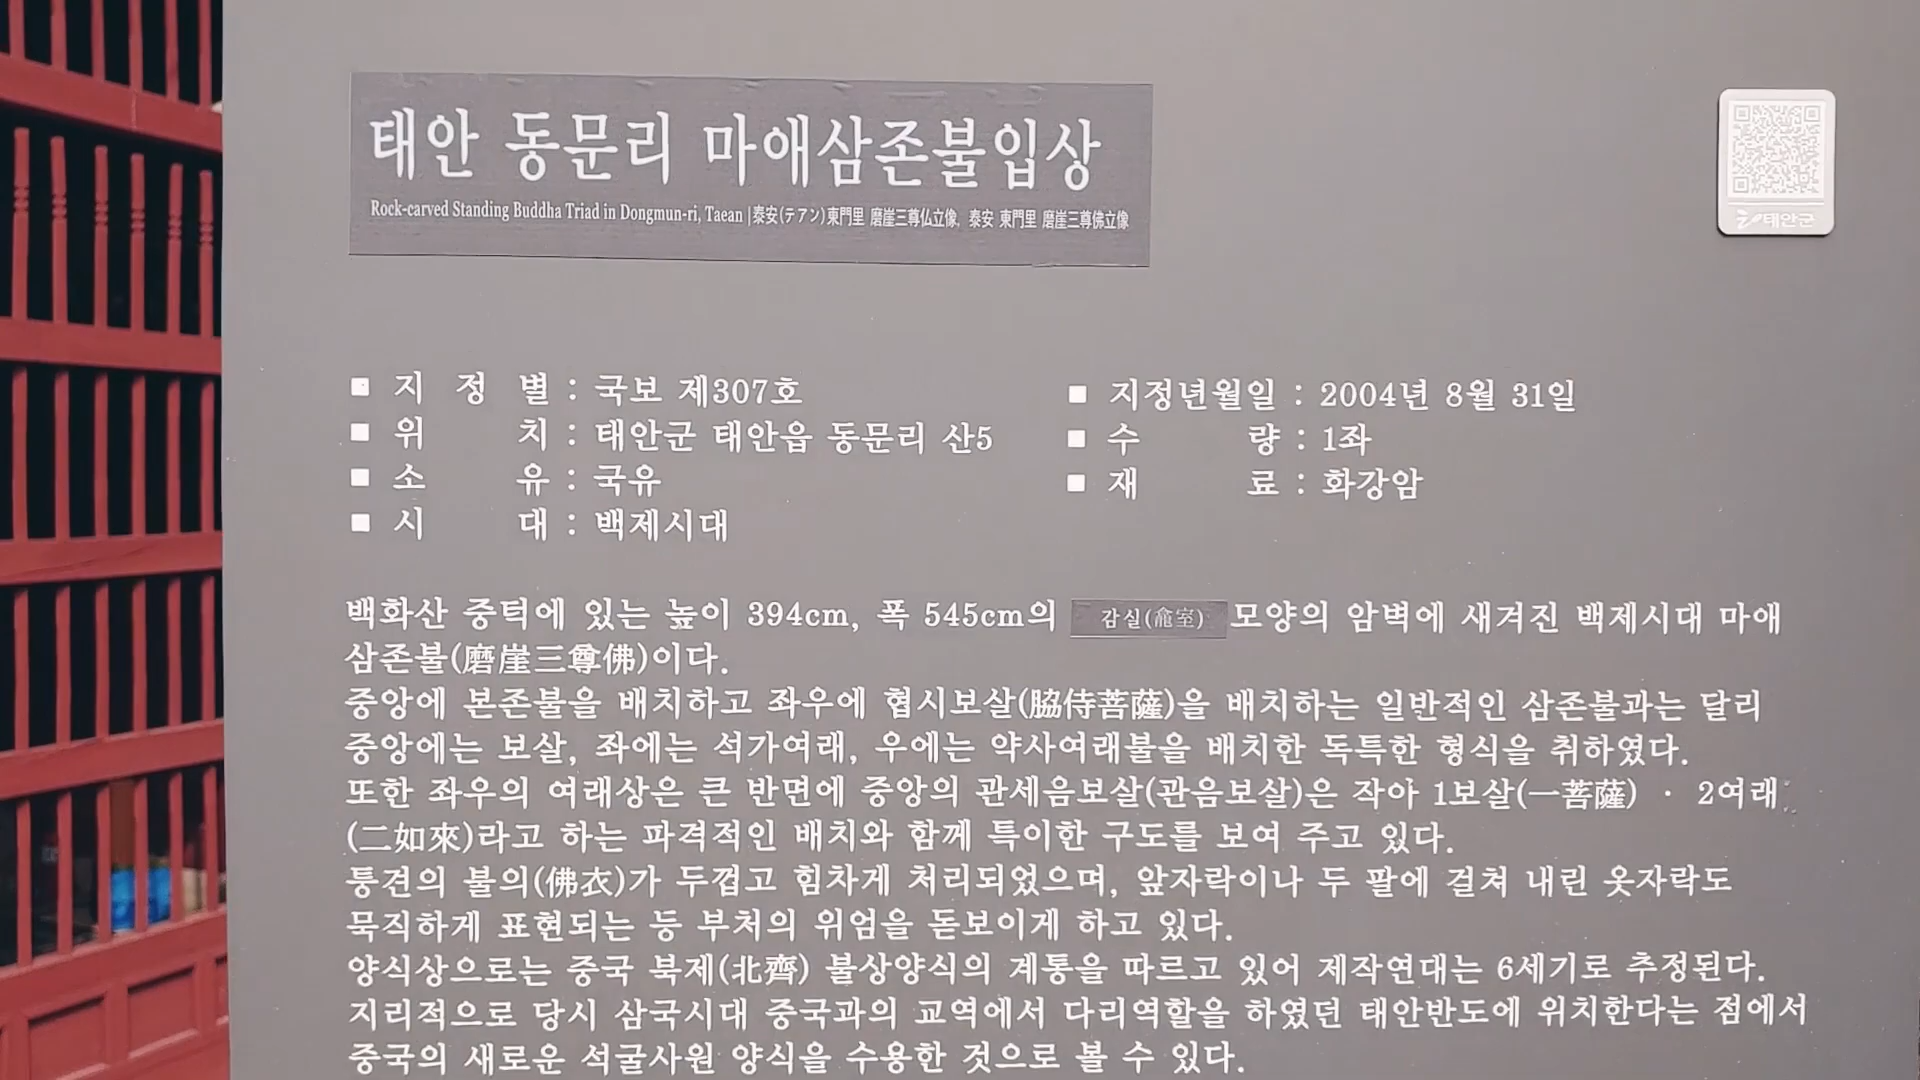 태안 동문리 마애삼존불입상
Rock-carved Standing Buddha Triad in Dongmun-ri, Taean | 泰安(テアン)東門里 磨崖三尊仏立像, 泰安 東門里 磨崖三尊佛立像
태안군
■ 지 정 별 : 국보 제307호
■ 지정년월일 : 2004년 8월 31일
■ 위 치 : 태안군 태안읍 동문리 산5
■ 수 량 : 1좌
■ 소 유 : 국유
■ 재 료 : 화강암
■ 시 대 : 백제시대
백화산 중턱에 있는 높이 394cm, 폭 545cm의 감실(龕室) 모양의 암벽에 새겨진 백제시대 마애
삼존불(磨崖三尊佛)이다.
중앙에 본존불을 배치하고 좌우에 협시보살(脇侍菩薩)을 배치하는 일반적인 삼존불과는 달리
중앙에는 보살, 좌에는 석가여래, 우에는 약사여래불을 배치한 독특한 형식을 취하였다.
또한 좌우의 여래상은 큰 반면에 중앙의 관세음보살(관음보살)은 작아 1보살(一菩薩) · 2여래
(二如來)라고 하는 파격적인 배치와 함께 특이한 구도를 보여 주고 있다.
통견의 불의(佛衣)가 두껍고 힘차게 처리되었으며, 앞자락이나 두 팔에 걸쳐 내린 옷자락도
묵직하게 표현되는 등 부처의 위엄을 돋보이게 하고 있다.
양식상으로는 중국 북제(北齊) 불상양식의 계통을 따르고 있어 제작연대는 6세기로 추정된다.
지리적으로 당시 삼국시대 중국과의 교역에서 다리역할을 하였던 태안반도에 위치한다는 점에서
중국의 새로운 석굴사원 양식을 수용한 것으로 볼 수 있다.